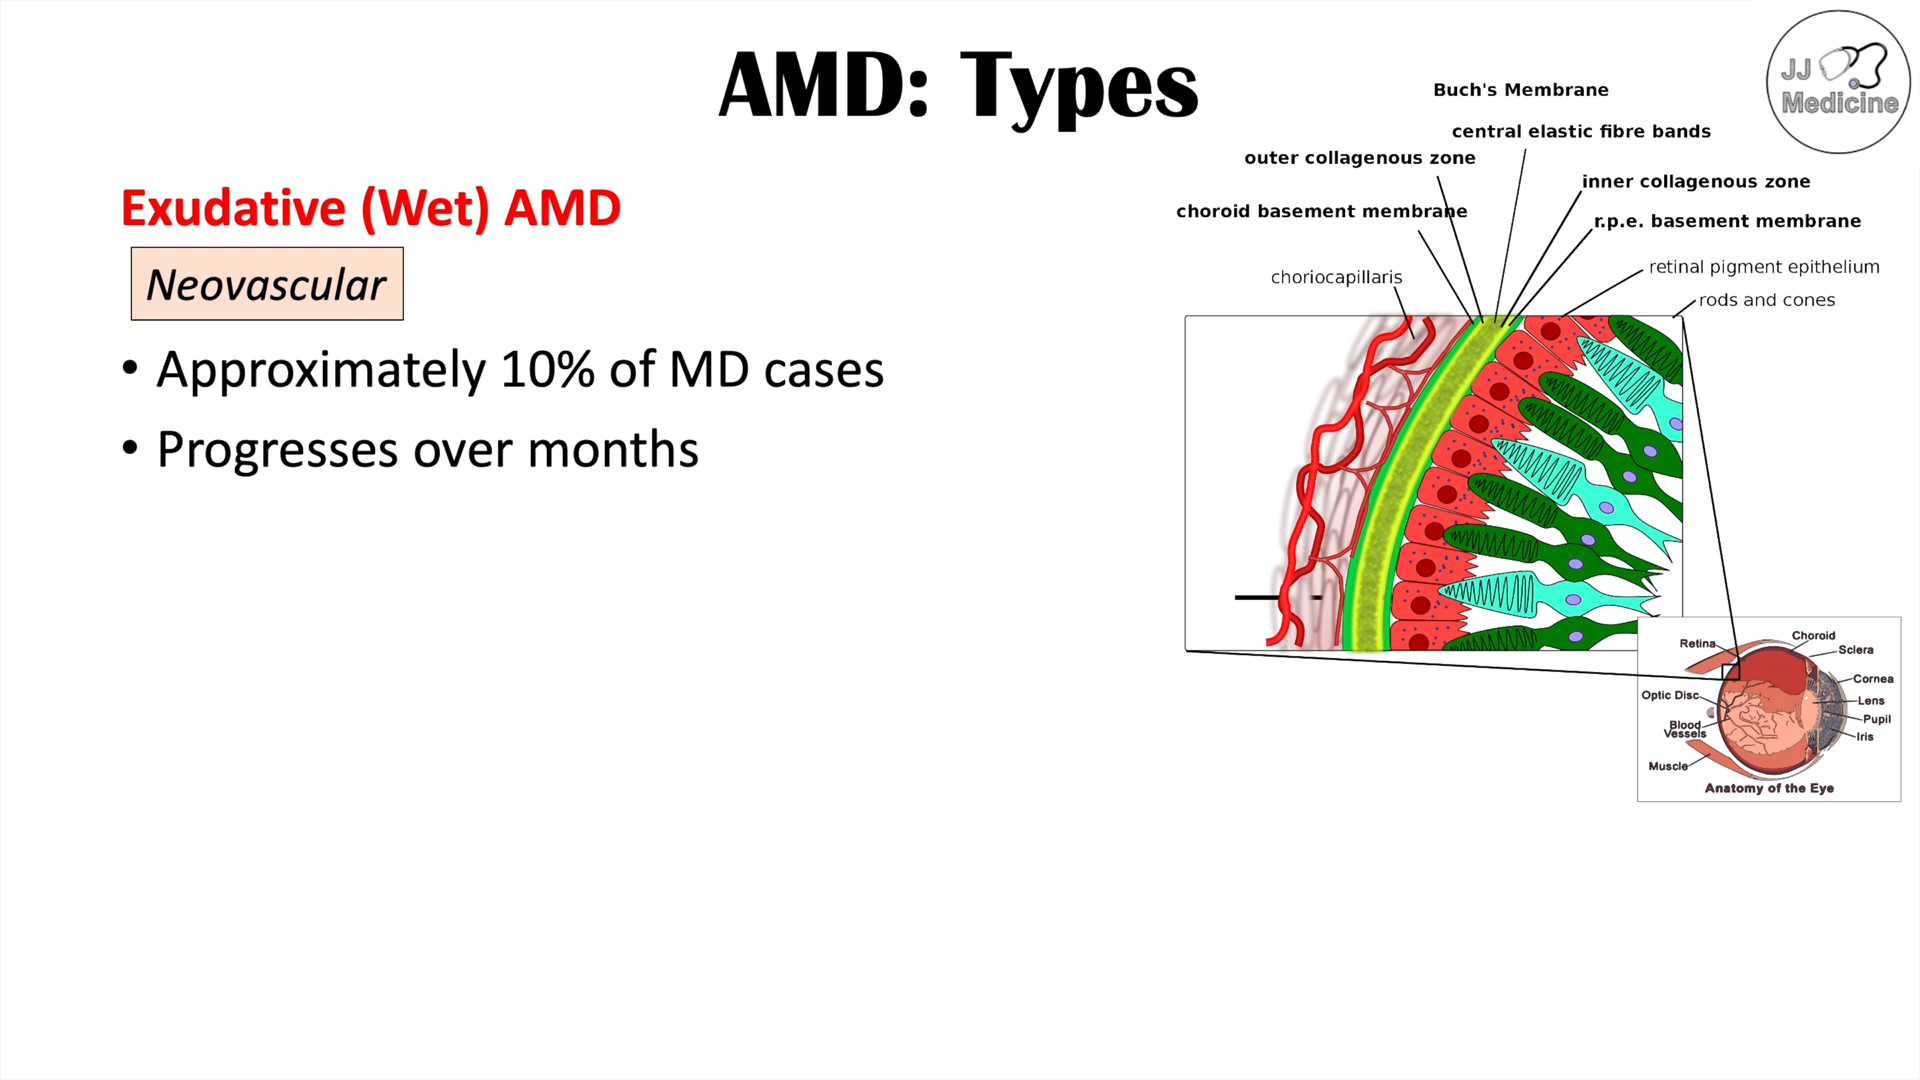 AMD: Types
JJ
Medicine
Exudative (Wet) AMD
Neovascular
• Approximately 10% of MD cases
• Progresses over months
Buch's Membrane
central elastic fibre bands
outer collagenous zone
inner collagenous zone
choroid basement membrane
r.p.e. basement membrane
retinal pigment epithelium
choriocapillaris
rods and cones
Choroid
Retina
Sclera
Cornea
Optic Disc
Lens
Pupil
Blood
Vessels
Iris
Muscle
Anatomy of the Eye